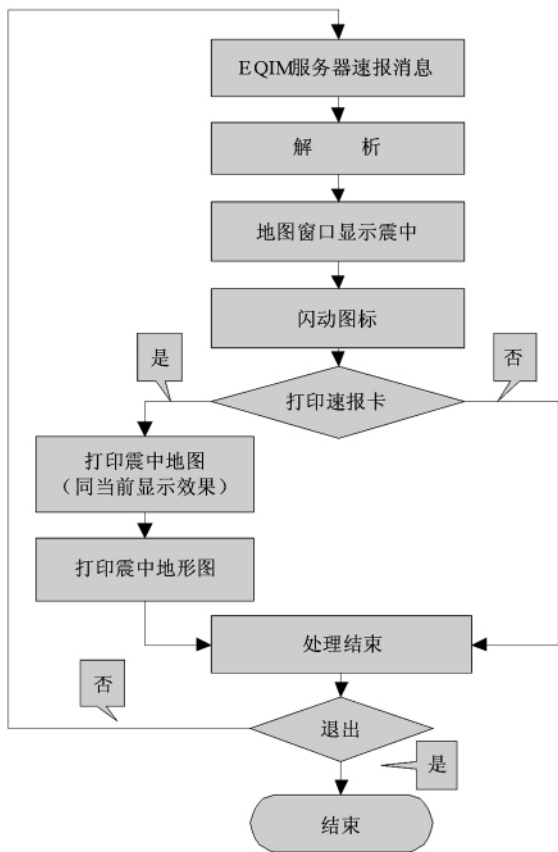 EQIM服务器速报消息
解 析
地图窗口显示震中
闪动图标
是
否
打印速报卡
打印震中地图
（同当前显示效果）
打印震中地形图
处理结束
否
退出
是
结束